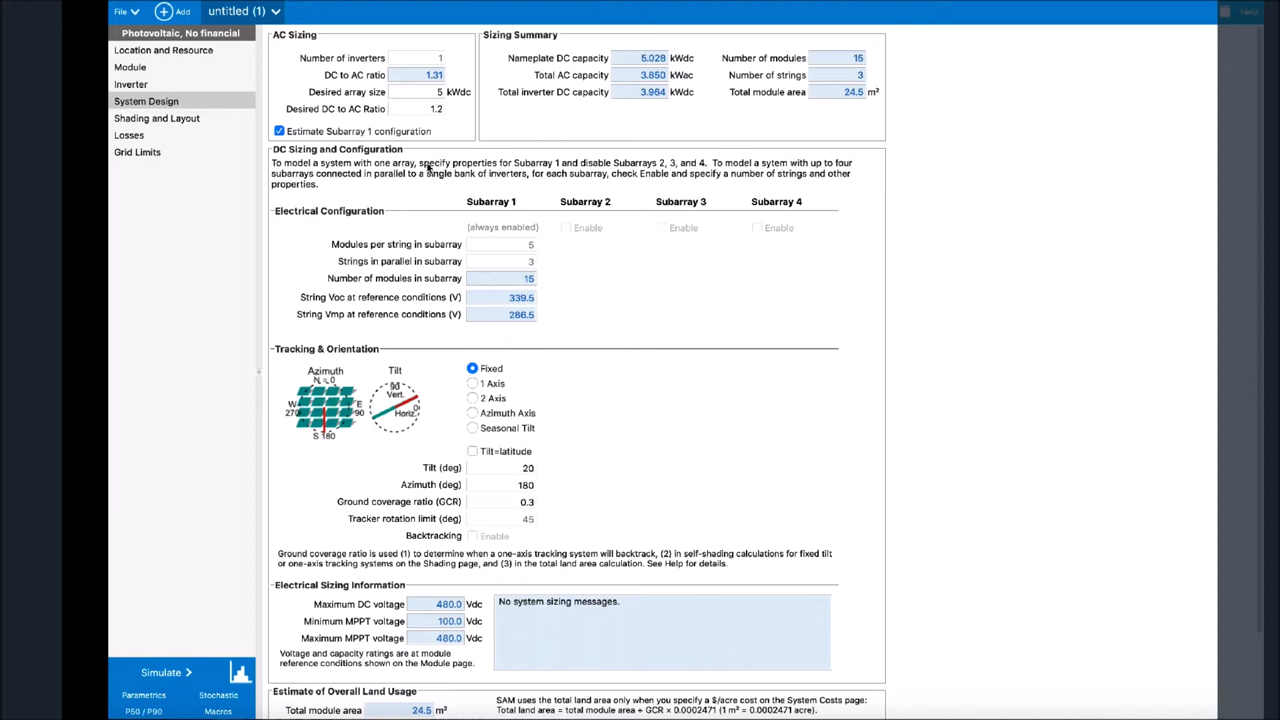 File
Add
untitled (1)
Help
Photovoltaic, No financial
Location and Resource
Module
Inverter
System Design
Shading and Layout
Losses
Grid Limits
AC Sizing
Number of inverters 1
DC to AC ratio 1.31
Desired array size 5 kWdc
Desired DC to AC Ratio 1.2
Estimate Subarray 1 configuration
Sizing Summary
Nameplate DC capacity 5.028 kWdc
Total AC capacity 3.850 kWac
Total inverter DC capacity 3.964 kWdc
Number of modules 15
Number of strings 3
Total module area 24.5 m²
DC Sizing and Configuration
To model a system with one array, specify properties for Subarray 1 and disable Subarrays 2, 3, and 4. To model a sytem with up to four
subarrays connected in parallel to a single bank of inverters, for each subarray, check Enable and specify a number of strings and other
properties.
Subarray 1 Subarray 2 Subarray 3 Subarray 4
Electrical Configuration
(always enabled) Enable Enable Enable
Modules per string in subarray 5
Strings in parallel in subarray 3
Number of modules in subarray 15
String Voc at reference conditions (V) 339.5
String Vmp at reference conditions (V) 286.5
Tracking & Orientation
Azimuth
N = 0
W
270
E
90
S 180
Tilt
90
Vert.
0
Horiz.
Fixed
1 Axis
2 Axis
Azimuth Axis
Seasonal Tilt
Tilt=latitude
Tilt (deg) 20
Azimuth (deg) 180
Ground coverage ratio (GCR) 0.3
Tracker rotation limit (deg) 45
Backtracking Enable
Ground coverage ratio is used (1) to determine when a one-axis tracking system will backtrack, (2) in self-shading calculations for fixed tilt
or one-axis tracking systems on the Shading page, and (3) in the total land area calculation. See Help for details.
Electrical Sizing Information
Maximum DC voltage 480.0 Vdc
Minimum MPPT voltage 100.0 Vdc
Maximum MPPT voltage 480.0 Vdc
Voltage and capacity ratings are at module
reference conditions shown on the Module page.
No system sizing messages.
Estimate of Overall Land Usage
Total module area 24.5 m²
SAM uses the total land area only when you specify a $/acre cost on the System Costs page:
Total land area = total module area ÷ GCR × 0.0002471 (1 m² = 0.0002471 acre).
Simulate >
Parametrics Stochastic
P50 / P90 Macros